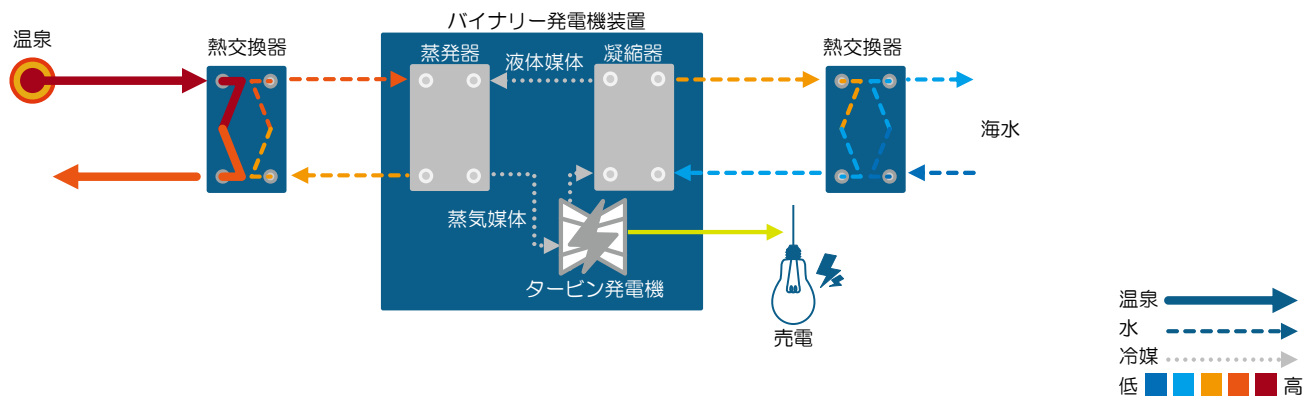 バイナリー発電機装置
温泉
熱交換器
蒸発器
液体媒体
凝縮器
熱交換器
海水
蒸気媒体
タービン発電機
売電
温泉
水
冷媒
低 高